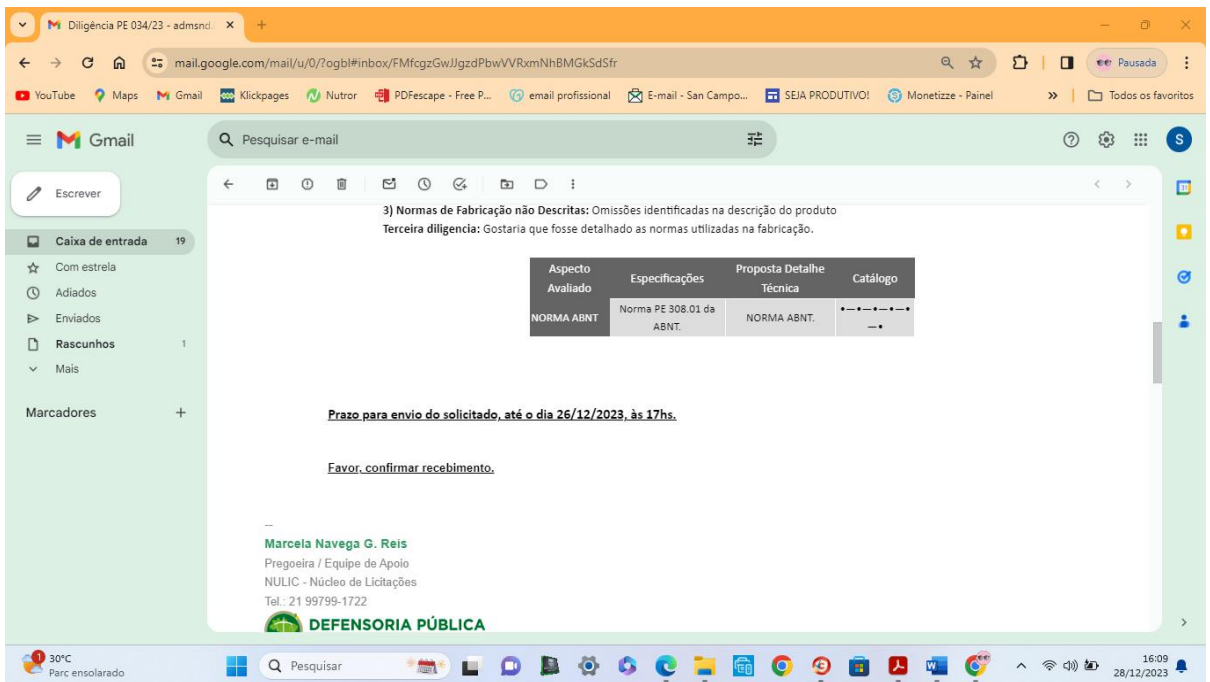 Diligência PE 034/23 - admsnd
mail.google.com/mail/u/0/?ogbl#inbox/FMfcgzGwJJgzdPbwVVRxmNhBMGkSdSfr
Pausada
YouTube Maps Gmail Klickpages Nutror PDFescape - Free P... email profissional E-mail - San Campo... SEJA PRODUTIVO! Monetizze - Painel » Todos os favoritos
Gmail
Pesquisar e-mail
S
Escrever
Caixa de entrada 19
Com estrela
Adiados
Enviados
Rascunhos 1
Mais
Marcadores +
3) Normas de Fabricação não Descritas: Omissões identificadas na descrição do produto
Terceira diligencia: Gostaria que fosse detalhado as normas utilizadas na fabricação.
Aspecto Avaliado Especificações Proposta Detalhe Técnica Catálogo
NORMA ABNT Norma PE 308.01 da ABNT. NORMA ABNT. •—•—•—•—•—•
Prazo para envio do solicitado, até o dia 26/12/2023, às 17hs.
Favor, confirmar recebimento.
--
Marcela Navega G. Reis
Pregoeira / Equipe de Apoio
NULIC - Núcleo de Licitações
Tel.: 21 99799-1722
DEFENSORIA PÚBLICA
1
30°C
Parc ensolarado
Pesquisar
16:09
28/12/2023